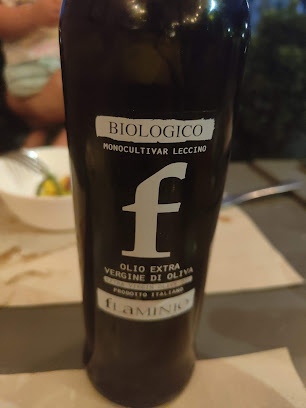 BIOLOGICO
MONOCULTIVAR LECCINO
f
OLIO EXTRA
VERGINE DI OLIVA
PRODOTTO ITALIANO
FLaMINIO